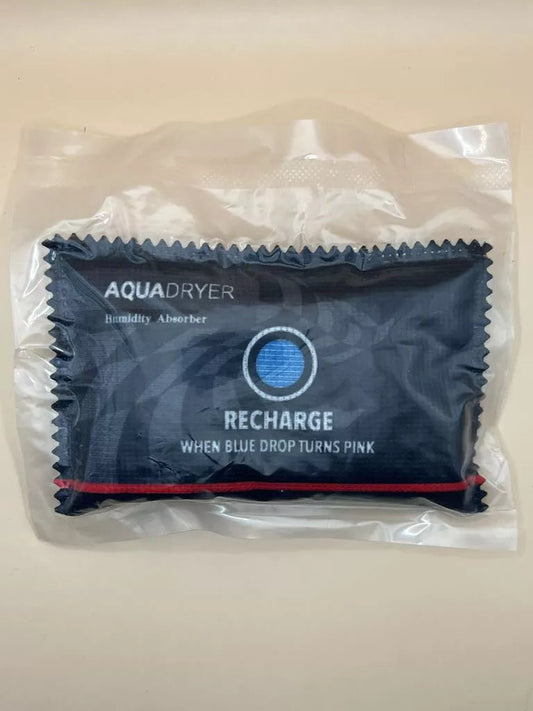 AQUADRYER
Humidity Absorber
RECHARGE
WHEN BLUE DROP TURNS PINK